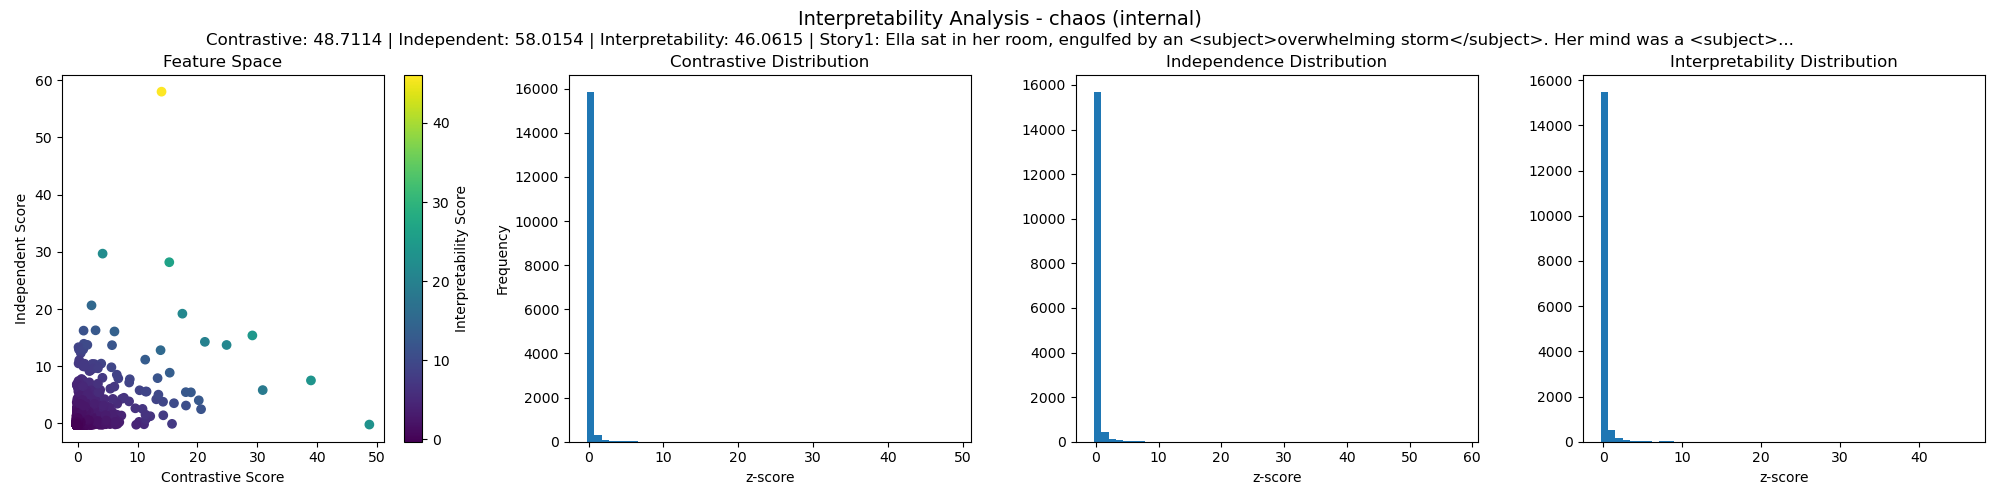 Interpretability Analysis - chaos (internal)
Contrastive: 48.7114 | Independent: 58.0154 | Interpretability: 46.0615 | Story1: Ella sat in her room, engulfed by an <subject>overwhelming storm</subject>. Her mind was a <subject>...
Feature Space
60
50
40
30
20
10
0
0 10 20 30 40 50
Independent Score
Contrastive Score
40
30
20
10
0
Interpretability Score
Contrastive Distribution
16000
14000
12000
10000
8000
6000
4000
2000
0
0 10 20 30 40 50
Frequency
z-score
Independence Distribution
16000
14000
12000
10000
8000
6000
4000
2000
0
0 10 20 30 40 50 60
z-score
Interpretability Distribution
16000
14000
12000
10000
8000
6000
4000
2000
0
0 10 20 30 40
z-score